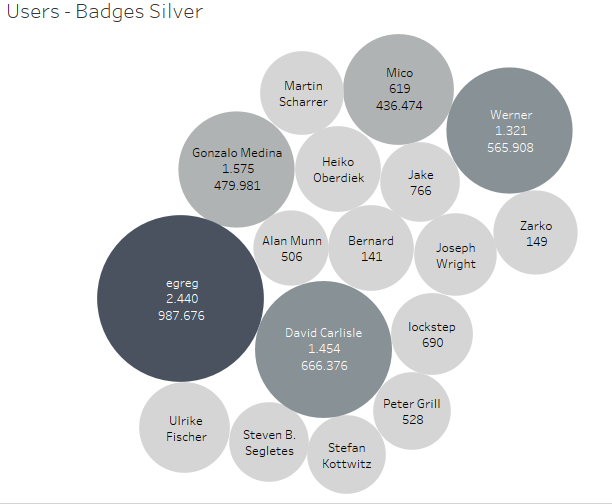 Users - Badges Silver
Martin
Scharrer
Mico
619
436.474
Werner
1.321
565.908
Gonzalo Medina
1.575
479.981
Heiko
Oberdiek
Jake
766
Alan Munn
506
Bernard
141
Joseph
Wright
Zarko
149
egreg
2.440
987.676
David Carlisle
1.454
666.376
lockstep
690
Peter Grill
528
Ulrike
Fischer
Steven B.
Segletes
Stefan
Kottwitz